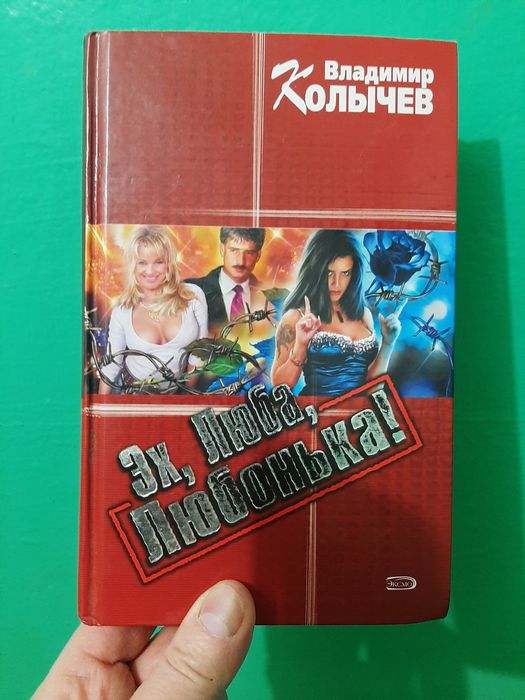 Владимир
Колычев
Эх, Люба,
Любонька!
ЭКСМО